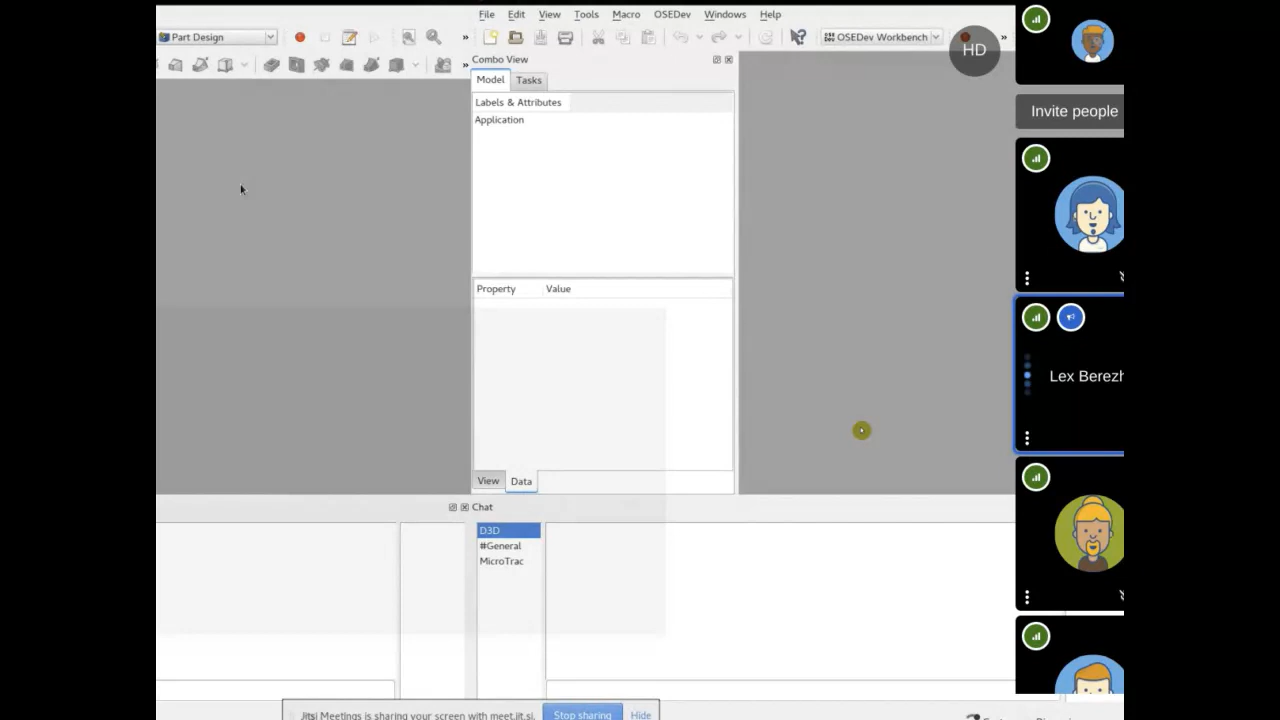 File Edit View Tools Macro OSEDev Windows Help
Part Design
»
OSEDev Workbench
»
HD
Combo View
»
Model Tasks
Labels & Attributes
Application
Invite people
Property Value
Lex Berezh
View Data
Chat
D3D
#General
MicroTrac
Jitsi Meetings is sharing your screen with meet.jit.si.
Stop sharing
Hide